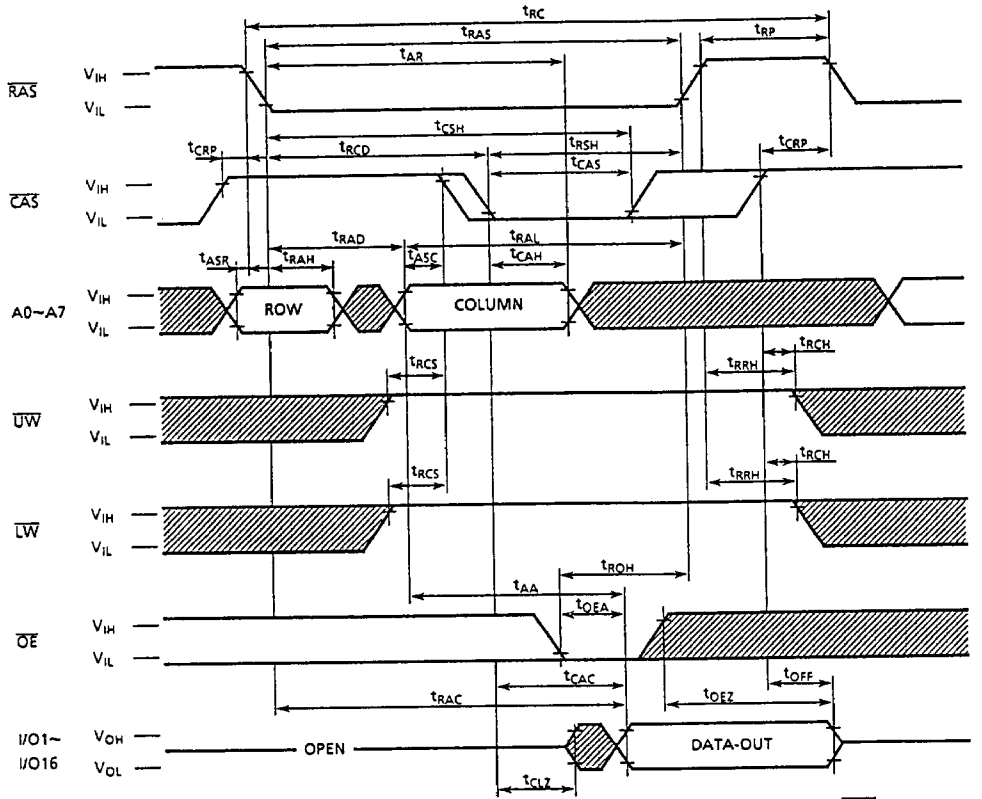 tRC
tRAS tRP
tAR
RAS VIH
VIL
tCSH
tCRP tRCD tRSH tCRP
tCAS
CAS VIH
VIL
tRAD tRAL
tASR tRAH tASC tCAH
A0~A7 VIH ROW COLUMN
VIL
tRCH
tRCS tRRH
UW VIH
VIL
tRCH
tRCS tRRH
LW VIH
VIL
tROH
tAA
tOEA
OE VIH
VIL
tCAC tOFF
tRAC tOEZ
I/O1~ VOH OPEN DATA-OUT
I/O16 VOL
tCLZ